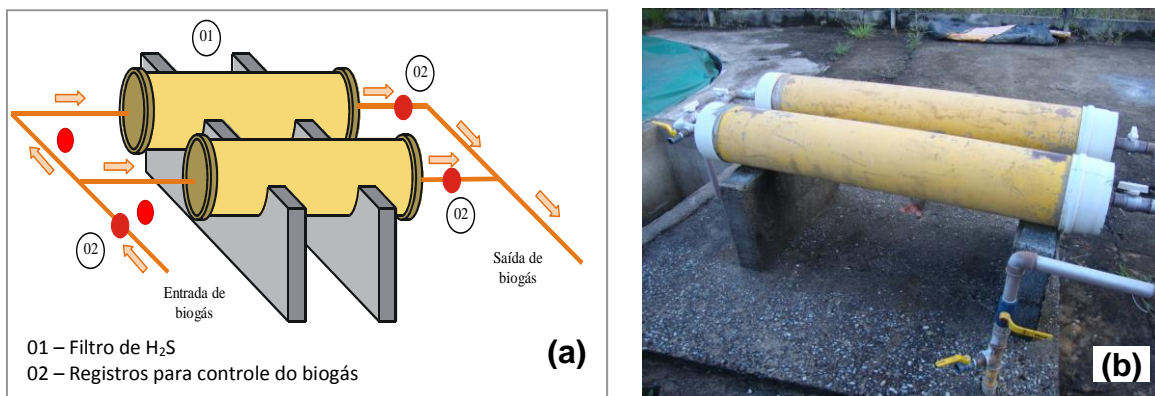 01
02
02
02
Entrada de
biogás
Saída de
biogás
01 – Filtro de H₂S
02 – Registros para controle do biogás
(a)
(b)